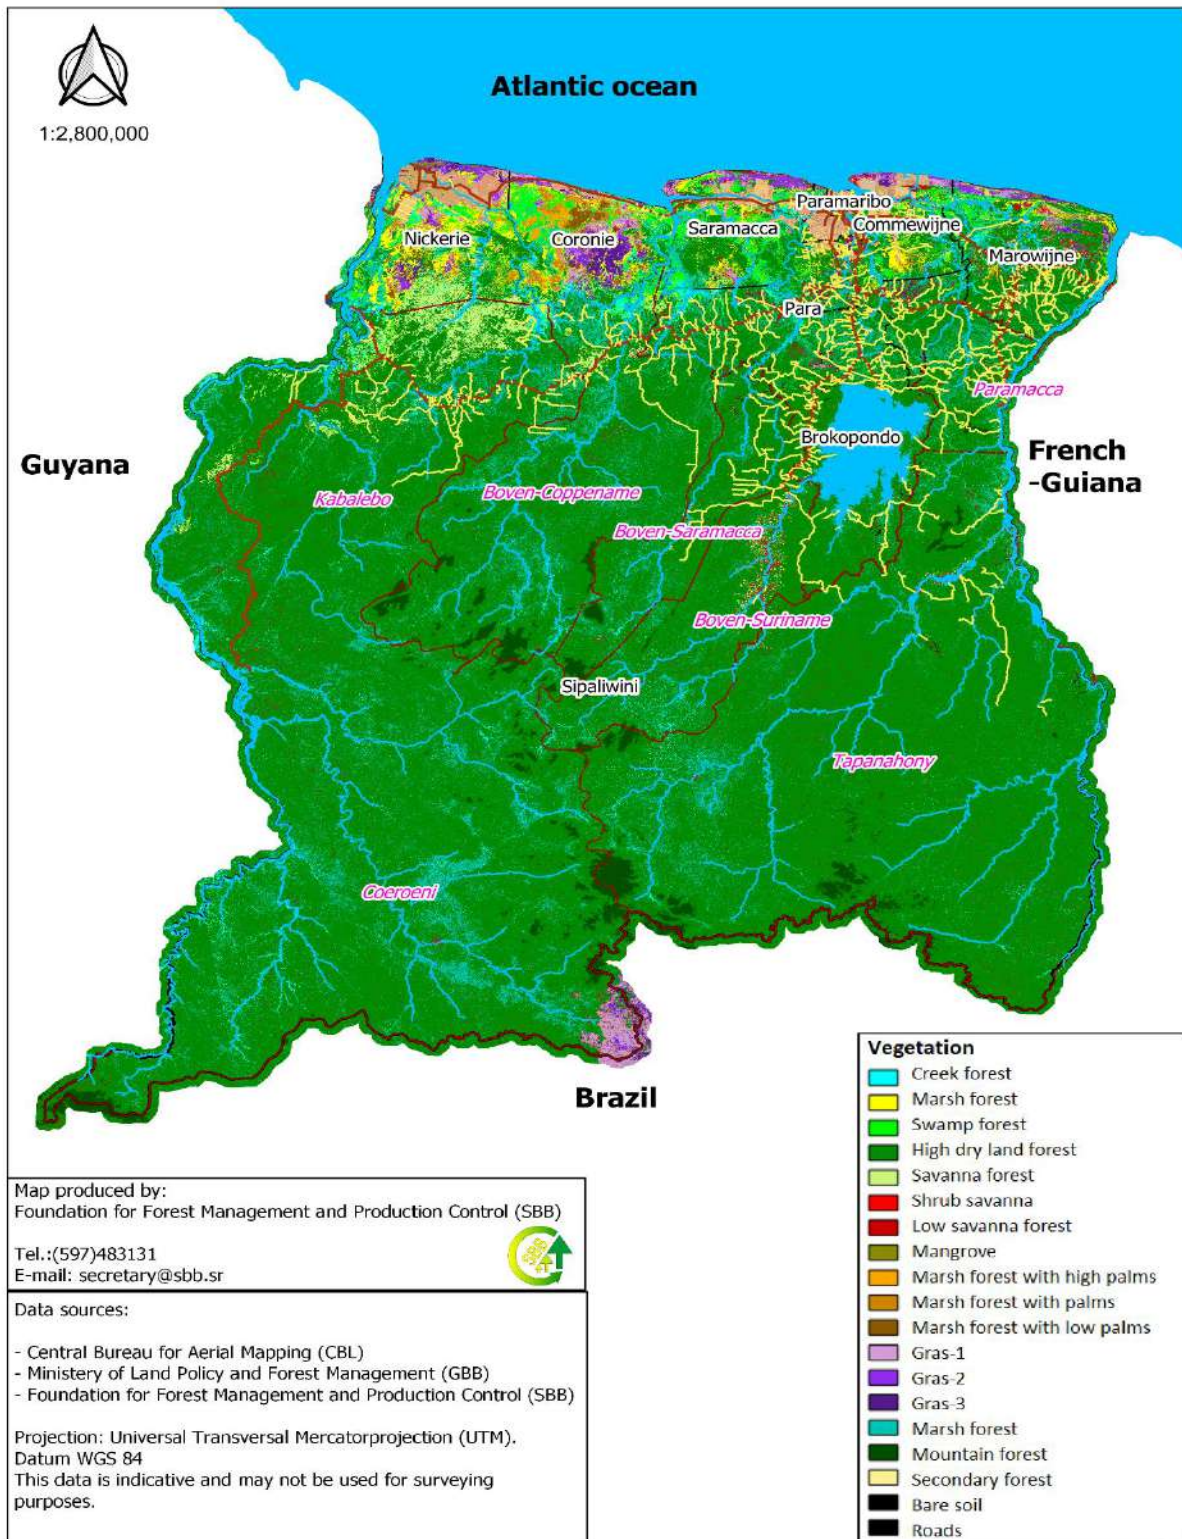 Atlantic ocean
1:2,800,000
Paramaribo
Saramacca
Commewijne
Nickerie
Coronie
Marowijne
Para
Paramacca
Brokopondo
Guyana
French
-Guiana
Kabalebo
Boven-Coppename
Boven-Saramacca
Boven-Suriname
Sipaliwini
Tapanahony
Coeroeni
Brazil
Vegetation
Creek forest
Marsh forest
Swamp forest
High dry land forest
Savanna forest
Shrub savanna
Low savanna forest
Mangrove
Marsh forest with high palms
Marsh forest with palms
Marsh forest with low palms
Gras-1
Gras-2
Gras-3
Marsh forest
Mountain forest
Secondary forest
Bare soil
Roads
Map produced by:
Foundation for Forest Management and Production Control (SBB)
Tel.:(597)483131
E-mail: secretary@sbb.sr
SBB
Data sources:
- Central Bureau for Aerial Mapping (CBL)
- Ministery of Land Policy and Forest Management (GBB)
- Foundation for Forest Management and Production Control (SBB)
Projection: Universal Transversal Mercatorprojection (UTM).
Datum WGS 84
This data is indicative and may not be used for surveying
purposes.